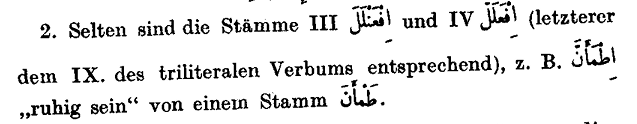 2. Selten sind die Stämme III اِفْعَنْلَلَ und IV اِفْعَلَلَّ (letzterer
dem IX. des triliteralen Verbums entsprechend), z. B. اِطْمَأَنَّ
„ruhig sein“ von einem Stamm طَمْأَنَ.